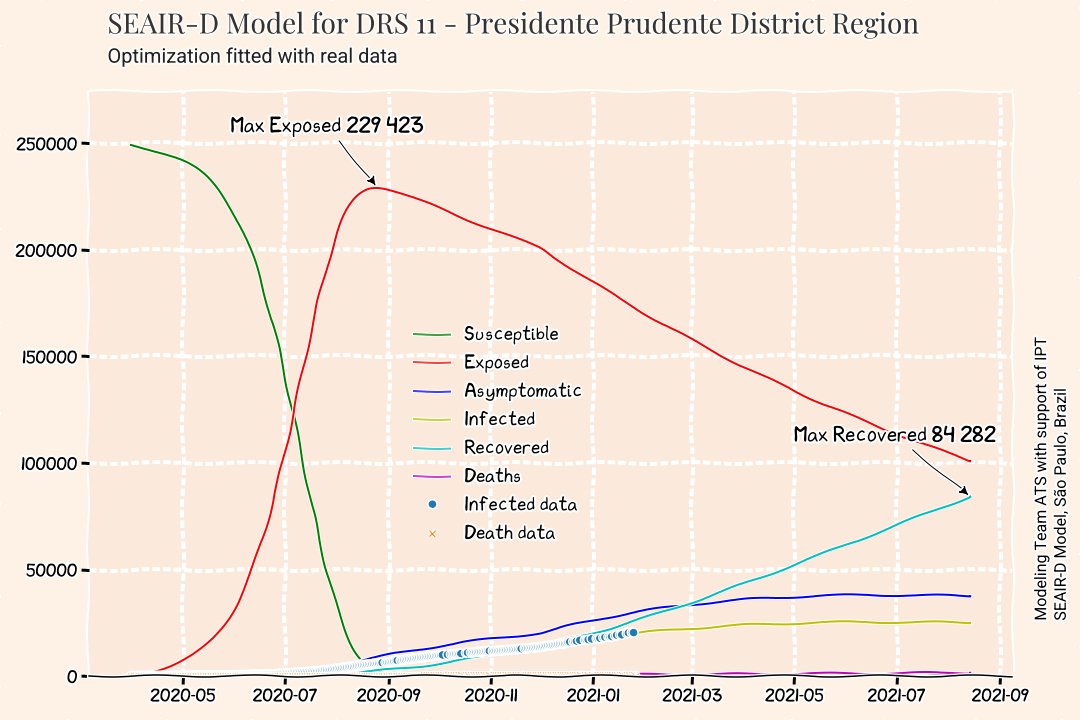 SEAIR-D Model for DRS 11 - Presidente Prudente District Region
Optimization fitted with real data
Max Exposed 229 423
250000
200000
150000
100000
50000
0
Susceptible
Exposed
Asymptomatic
Infected
Recovered
Deaths
Infected data
Death data
Max Recovered 84 282
2020-05
2020-07
2020-09
2020-11
2021-01
2021-03
2021-05
2021-07
2021-09
Modeling Team ATS with support of IPT
SEAIR-D Model, São Paulo, Brazil